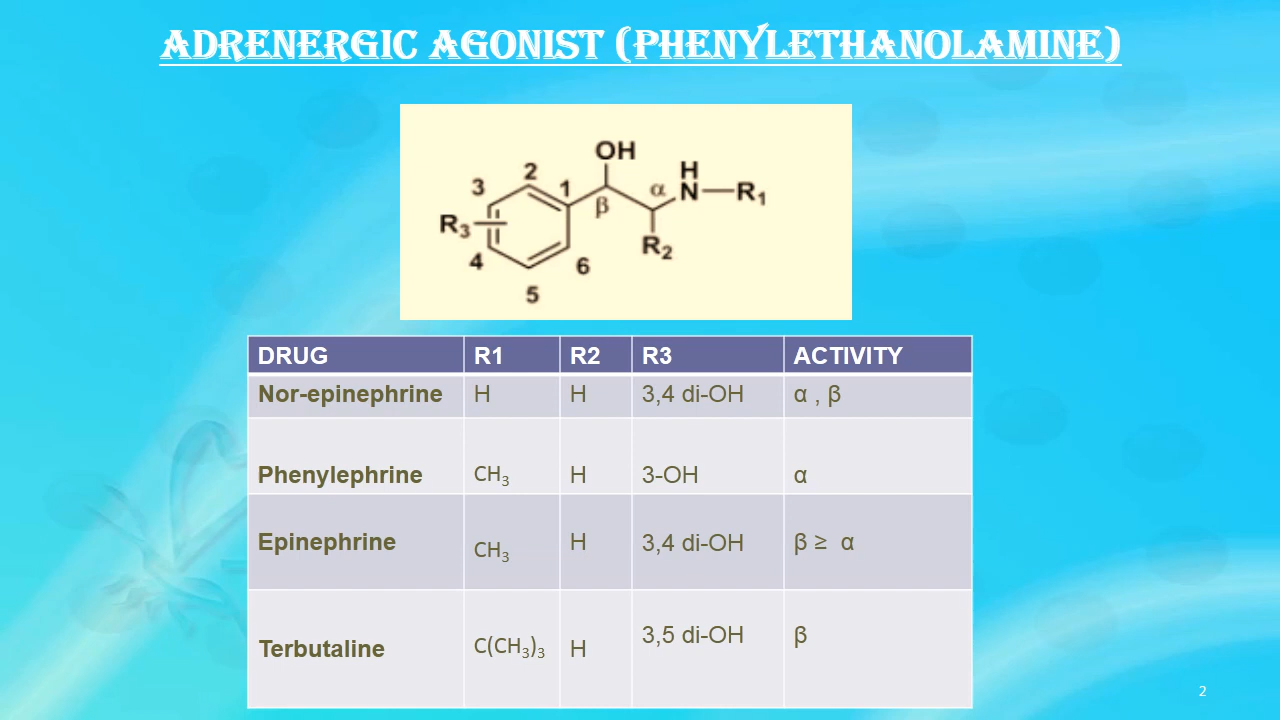 ADRENERGIC AGONIST (PHENYLETHANOLAMINE)
OH
H
N
R1
R2
R3
α
β
1
2
3
4
5
6
DRUG R1 R2 R3 ACTIVITY
Nor-epinephrine H H 3,4 di-OH α , β
Phenylephrine CH3 H 3-OH α
Epinephrine CH3 H 3,4 di-OH β ≥ α
Terbutaline C(CH3)3 H 3,5 di-OH β
2